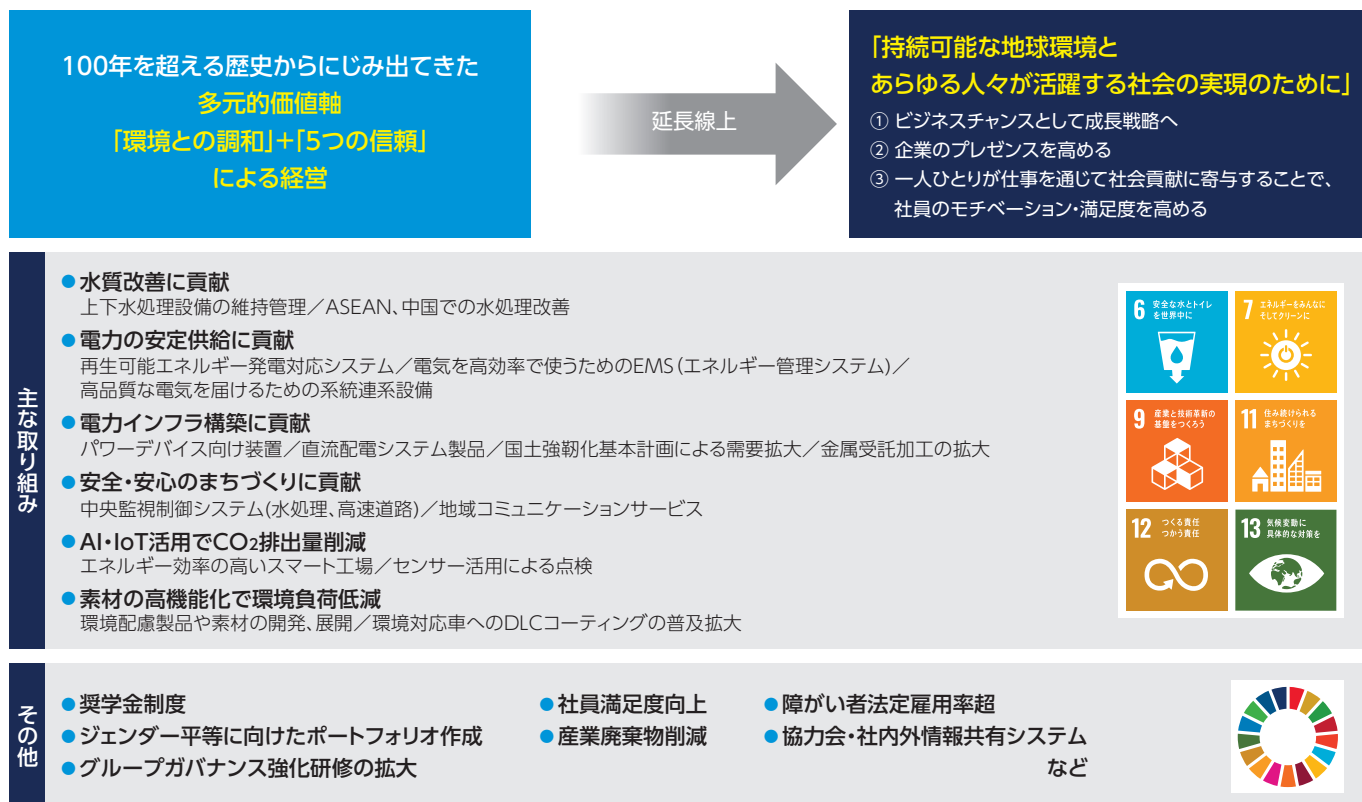 100年を超える歴史からにじみ出てきた
多元的価値軸
「環境との調和」+「5つの信頼」
による経営
延長線上
「持続可能な地球環境と
あらゆる人々が活躍する社会の実現のために」
① ビジネスチャンスとして成長戦略へ
② 企業のプレゼンスを高める
③ 一人ひとりが仕事を通じて社会貢献に寄与することで、
社員のモチベーション・満足度を高める
主な取り組み
●水質改善に貢献
上下水処理設備の維持管理/ASEAN、中国での水処理改善
●電力の安定供給に貢献
再生可能エネルギー発電対応システム/電気を高効率で使うためのEMS(エネルギー管理システム)/
高品質な電気を届けるための系統連系設備
●電力インフラ構築に貢献
パワーデバイス向け装置/直流配電システム製品/国土強靭化基本計画による需要拡大/金属受託加工の拡大
●安全・安心のまちづくりに貢献
中央監視制御システム(水処理、高速道路)/地域コミュニケーションサービス
●AI・IoT活用でCO₂排出量削減
エネルギー効率の高いスマート工場/センサー活用による点検
●素材の高機能化で環境負荷低減
環境配慮製品や素材の開発、展開/環境対応車へのDLCコーティングの普及拡大
6 安全な水とトイレ
を世界中に
7 エネルギーをみんなに
そしてクリーンに
9 産業と技術革新の
基盤をつくろう
11 住み続けられる
まちづくりを
12 つくる責任
つかう責任
13 気候変動に
具体的な対策を
その他
●奨学金制度
●ジェンダー平等に向けたポートフォリオ作成
●グループガバナンス強化研修の拡大
●社員満足度向上
●産業廃棄物削減
●障がい者法定雇用率超
●協力会・社内外情報共有システム
など